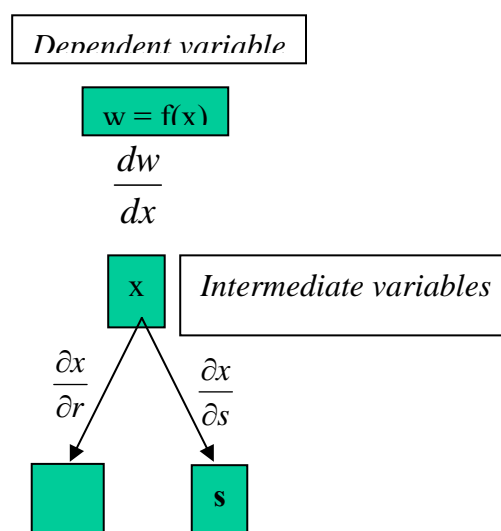 Dependent variable
w = f(x)
dw
dx
x
Intermediate variables
∂x
∂r
∂x
∂s
s